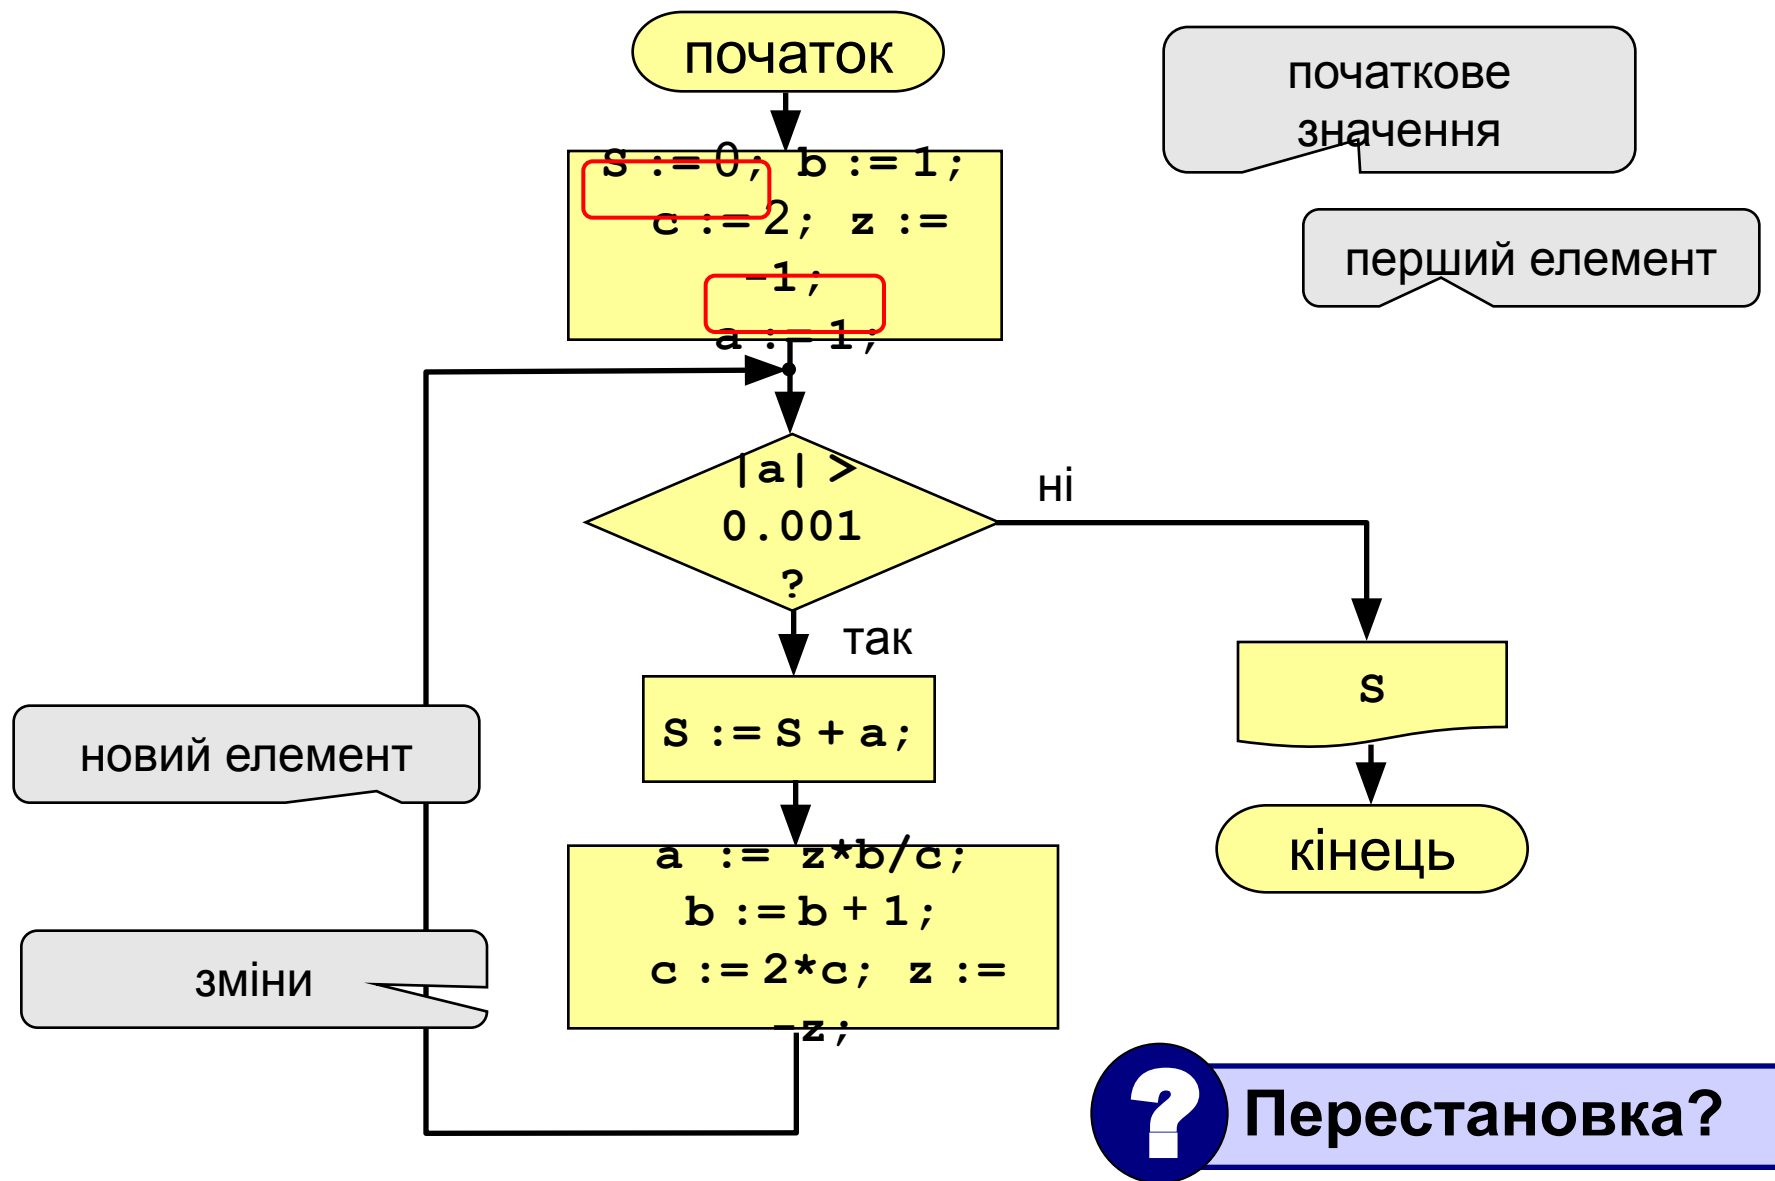 початок
початкове
значення
S := 0; b := 1;
c := 2; z :=
-1;
a := 1;
перший елемент
|a| >
0.001
?
ні
так
S := S + a;
S
новий елемент
кінець
a := z*b/c;
b := b + 1;
c := 2*c; z :=
-z;
зміни
? Перестановка?